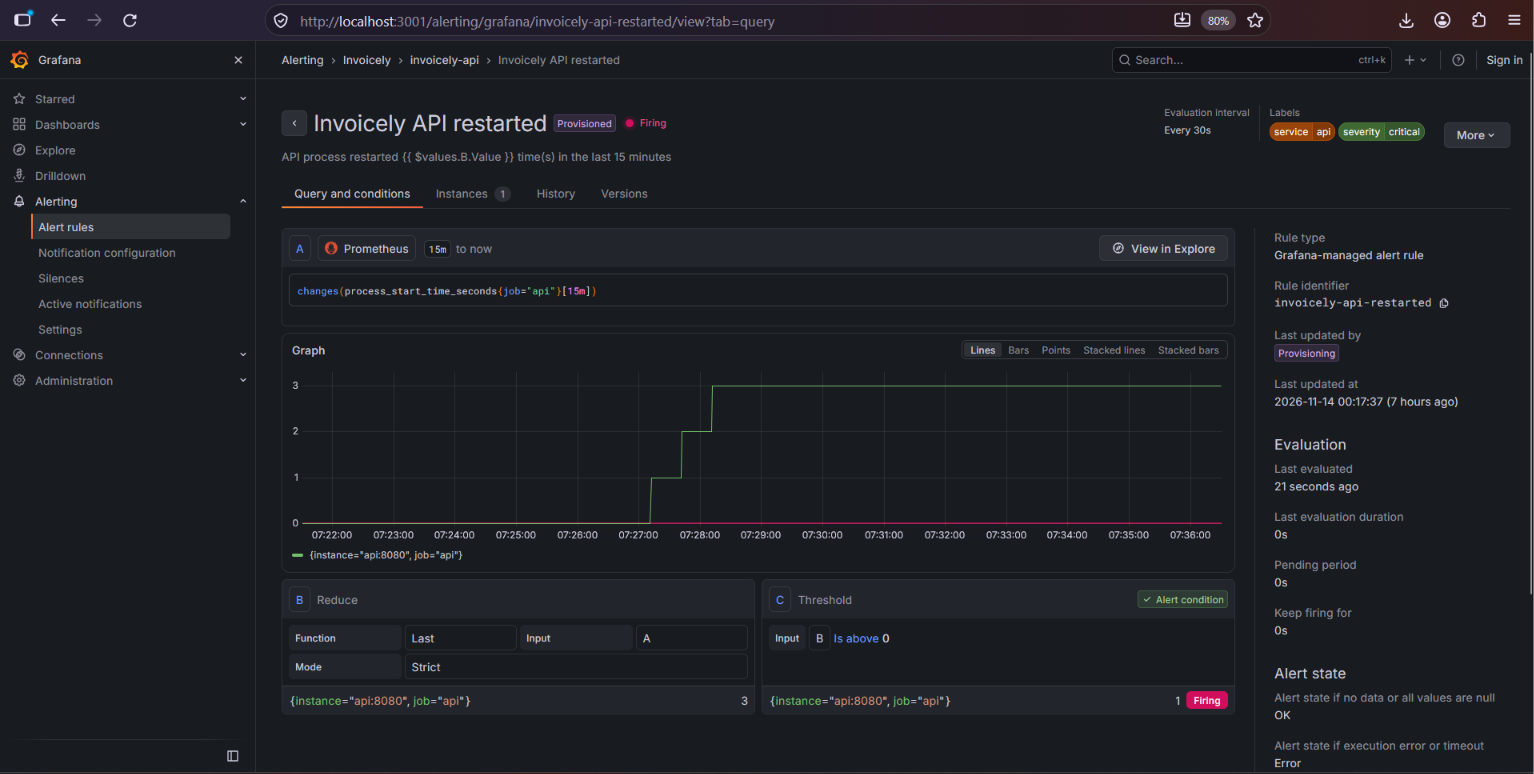 http://localhost:3001/alerting/grafana/invoicely-api-restarted/view?tab=query
80%
Grafana
Alerting › Invoicely › invoicely-api › Invoicely API restarted
Search... ctrl+k
Sign in
Starred
Dashboards
Explore
Drilldown
Alerting
Alert rules
Notification configuration
Silences
Active notifications
Settings
Connections
Administration
Invoicely API restarted Provisioned Firing
API process restarted {{ $values.B.Value }} time(s) in the last 15 minutes
Evaluation interval
Every 30s
Labels
service api severity critical
More
Query and conditions Instances 1 History Versions
A Prometheus 15m to now View in Explore
changes(process_start_time_seconds{job="api"}[15m])
Graph
Lines Bars Points Stacked lines Stacked bars
3
2
1
0
07:22:00 07:23:00 07:24:00 07:25:00 07:26:00 07:27:00 07:28:00 07:29:00 07:30:00 07:31:00 07:32:00 07:33:00 07:34:00 07:35:00 07:36:00
{instance="api:8080", job="api"}
B Reduce
Function Last Input A
Mode Strict
{instance="api:8080", job="api"} 3
C Threshold Alert condition
Input B Is above 0
{instance="api:8080", job="api"} 1 Firing
Rule type
Grafana-managed alert rule
Rule identifier
invoicely-api-restarted
Last updated by
Provisioning
Last updated at
2026-11-14 00:17:37 (7 hours ago)
Evaluation
Last evaluated
21 seconds ago
Last evaluation duration
0s
Pending period
0s
Keep firing for
0s
Alert state
Alert state if no data or all values are null
OK
Alert state if execution error or timeout
Error